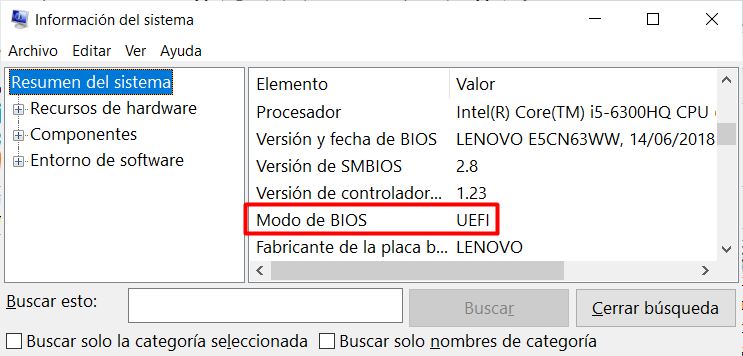 Información del sistema
Archivo Editar Ver Ayuda
Resumen del sistema
Recursos de hardware
Componentes
Entorno de software
Elemento Valor
Procesador Intel(R) Core(TM) i5-6300HQ CPU
Versión y fecha de BIOS LENOVO E5CN63WW, 14/06/2018
Versión de SMBIOS 2.8
Versión de controlador... 1.23
Modo de BIOS UEFI
Fabricante de la placa b... LENOVO
Buscar esto: Buscar Cerrar búsqueda
Buscar solo la categoría seleccionada Buscar solo nombres de categoría